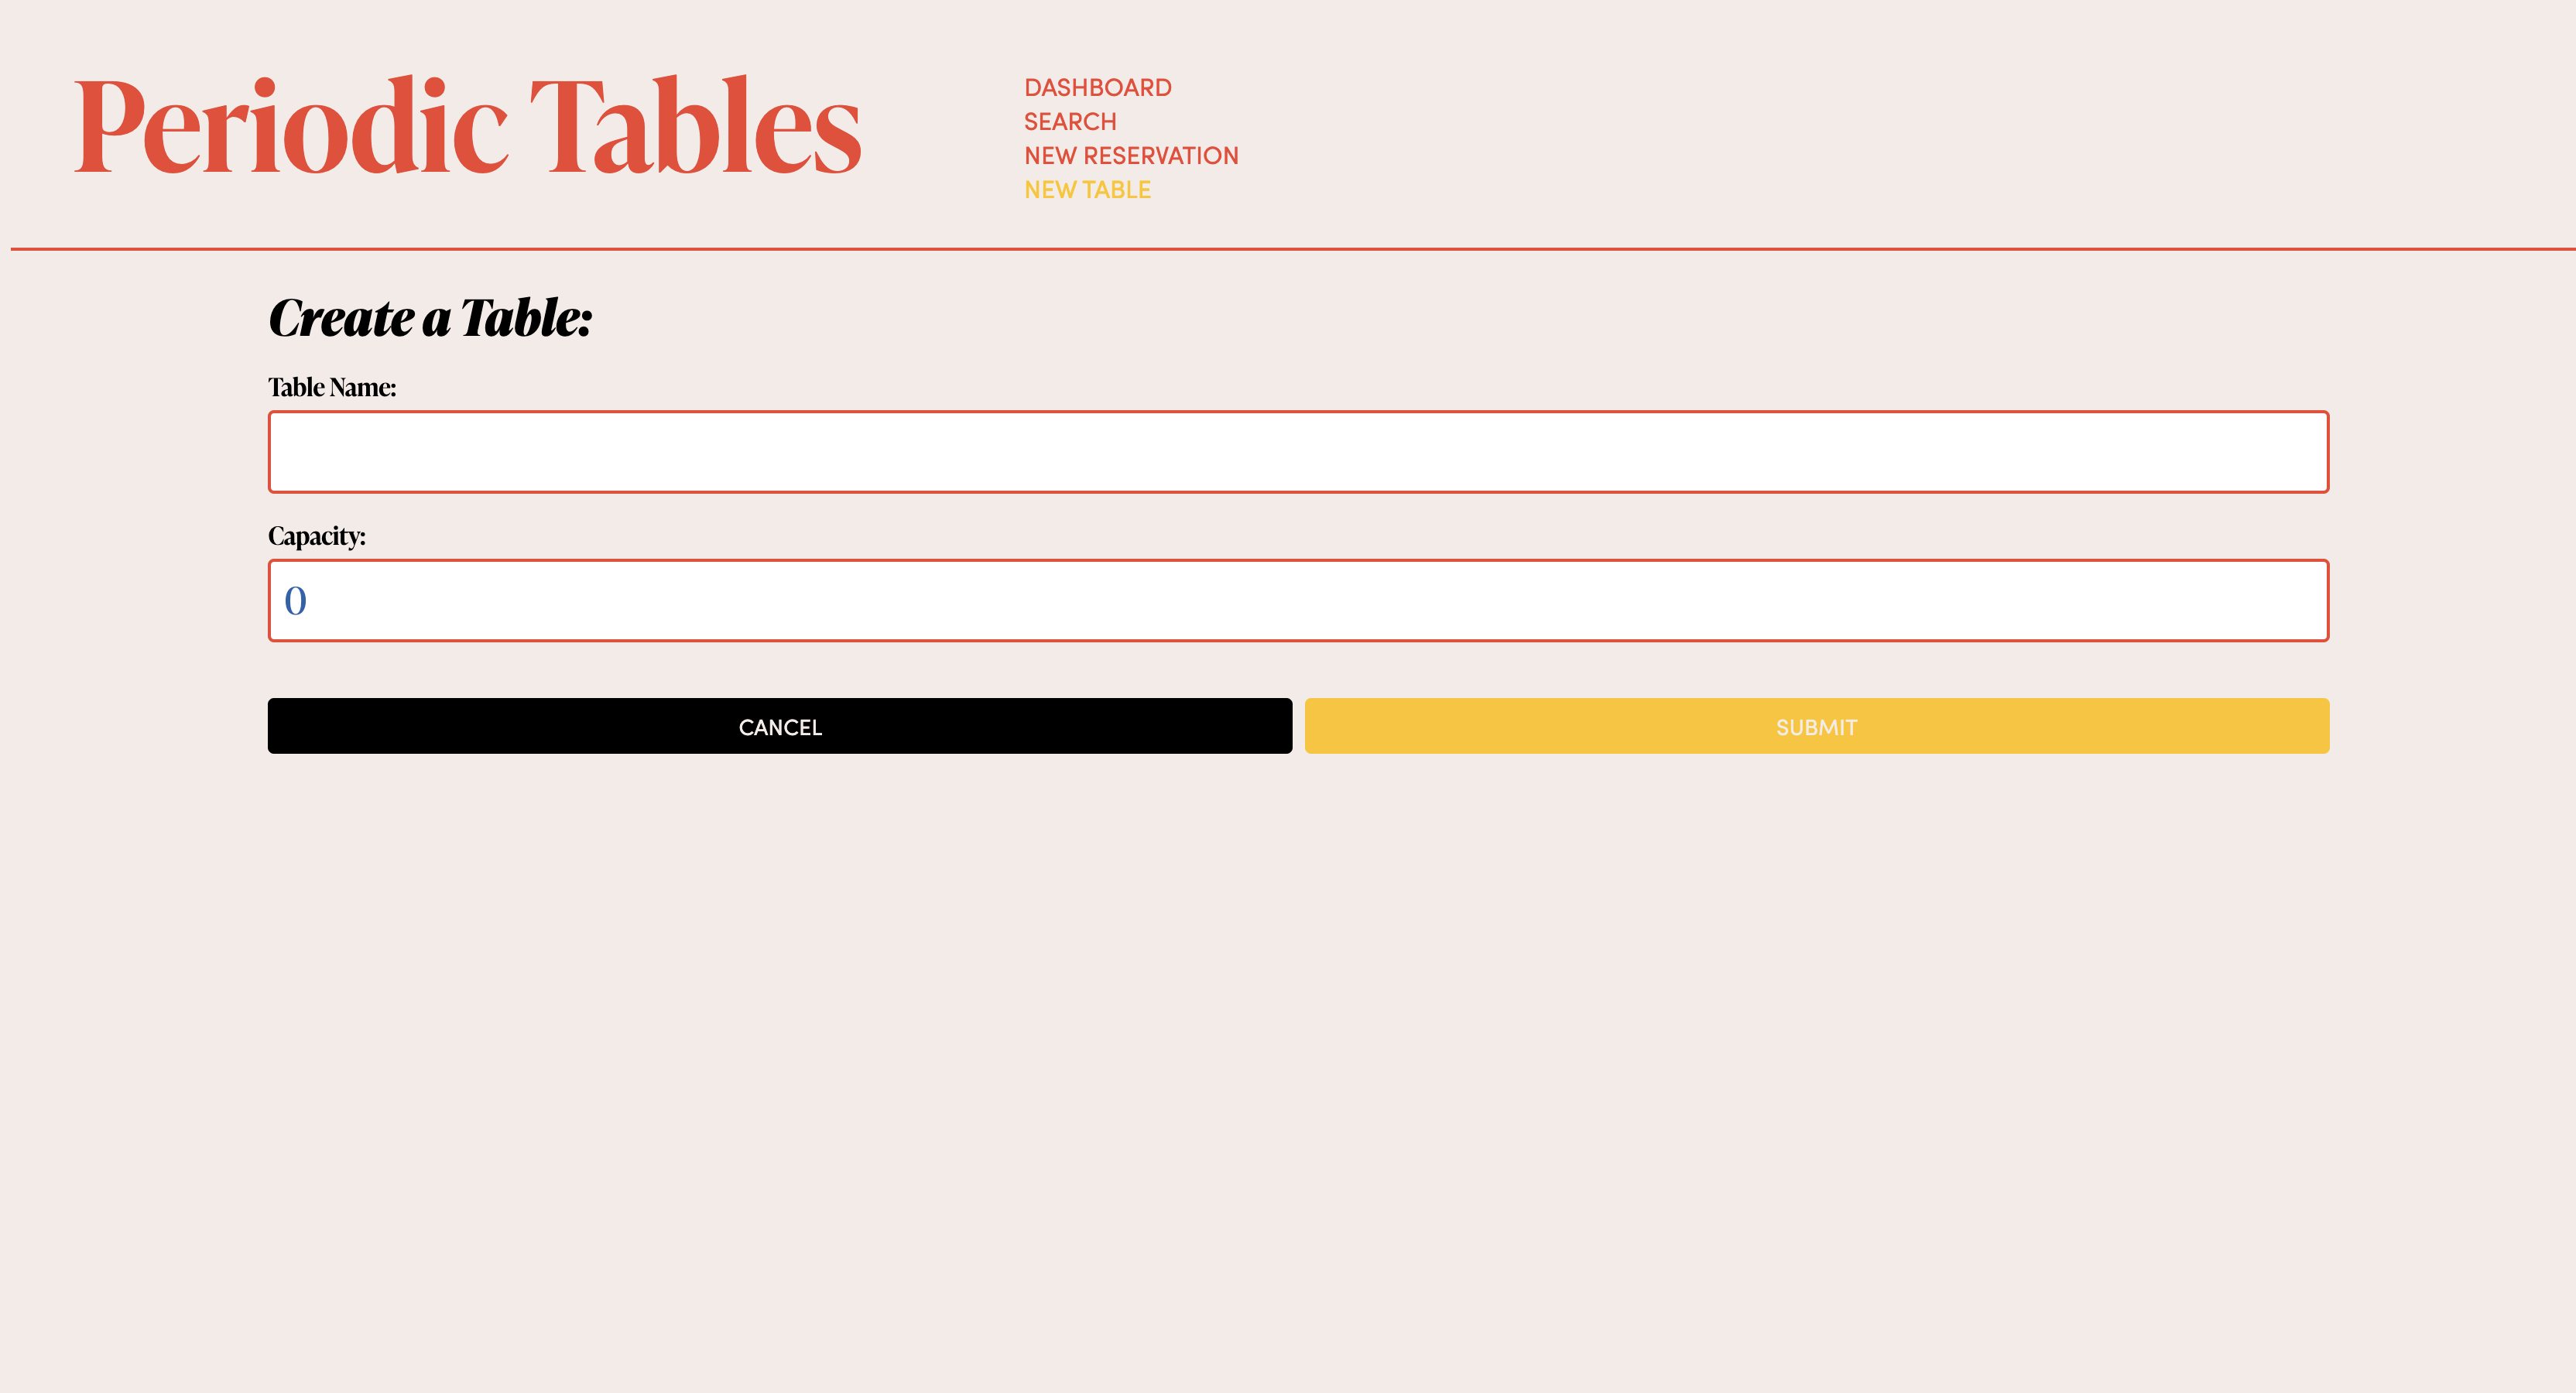 Periodic Tables
DASHBOARD
SEARCH
NEW RESERVATION
NEW TABLE
Create a Table:
Table Name:
Capacity:
0
CANCEL
SUBMIT